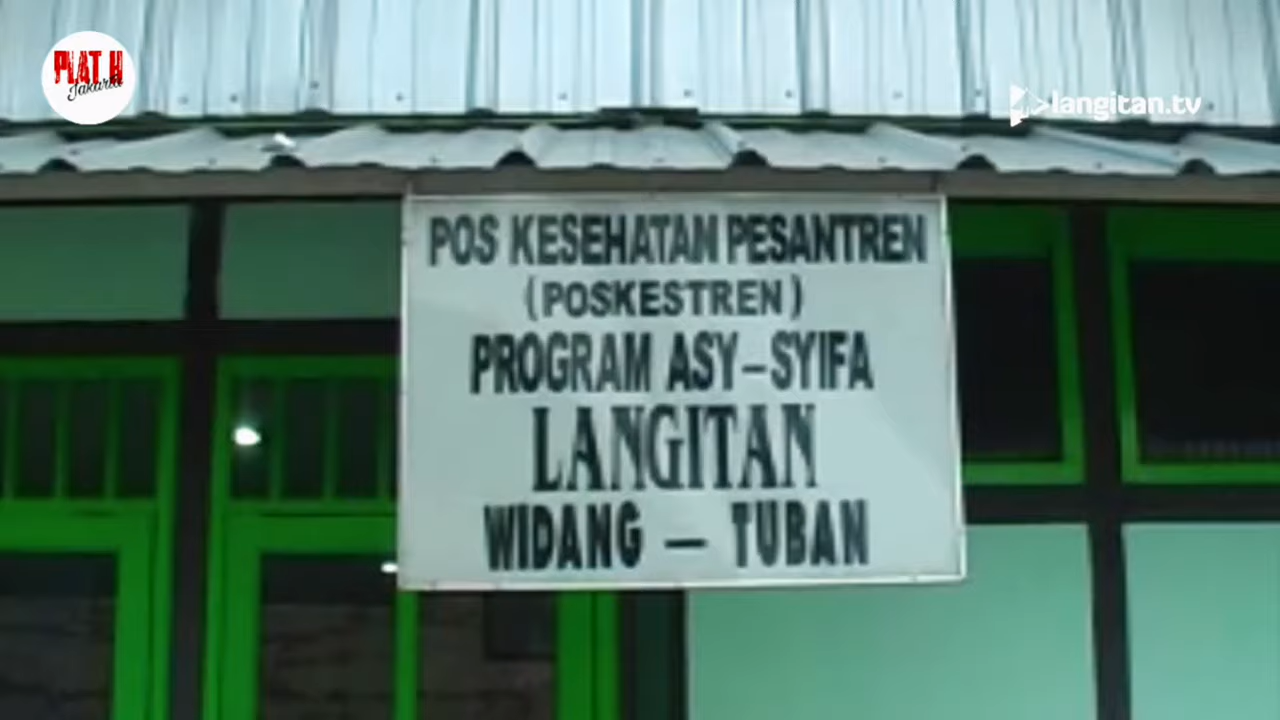 PLAT H
Jakarta
langitan.tv
POS KESEHATAN PESANTREN
(POSKESTREN)
PROGRAM ASY-SYIFA
LANGITAN
WIDANG - TUBAN